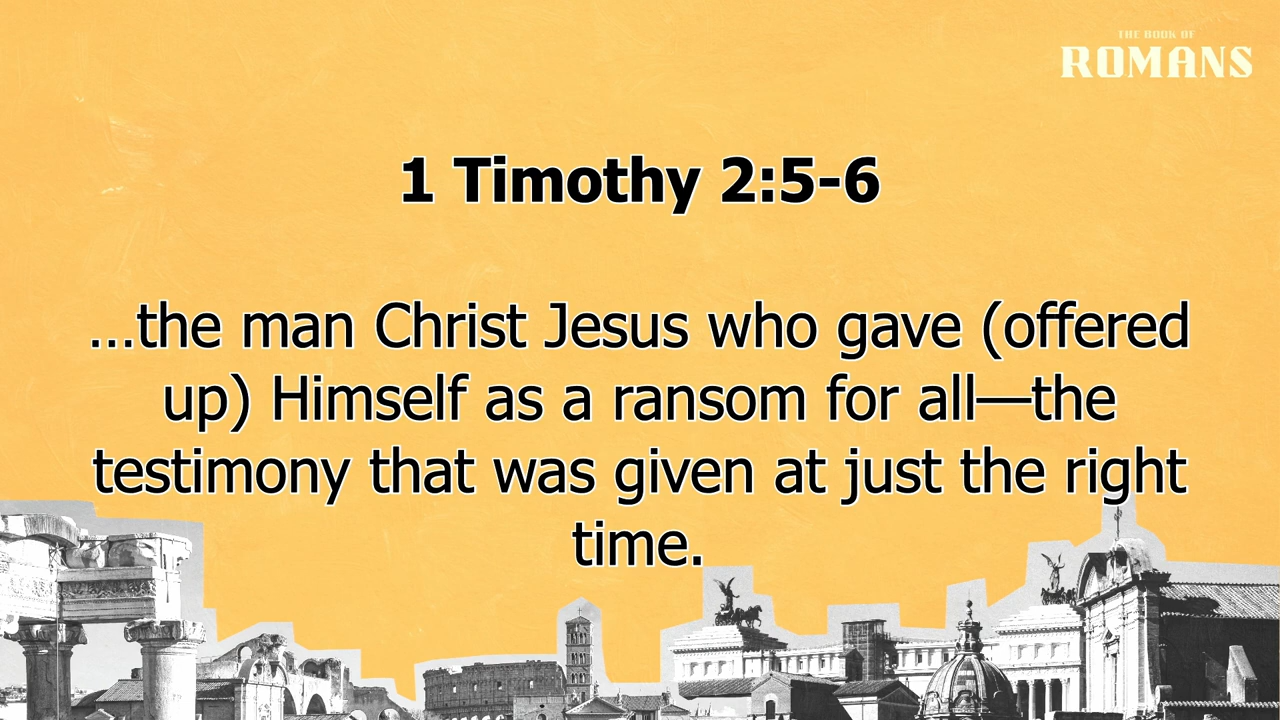 THE BOOK OF
ROMANS
1 Timothy 2:5-6
...the man Christ Jesus who gave (offered
up) Himself as a ransom for all—the
testimony that was given at just the right
time.